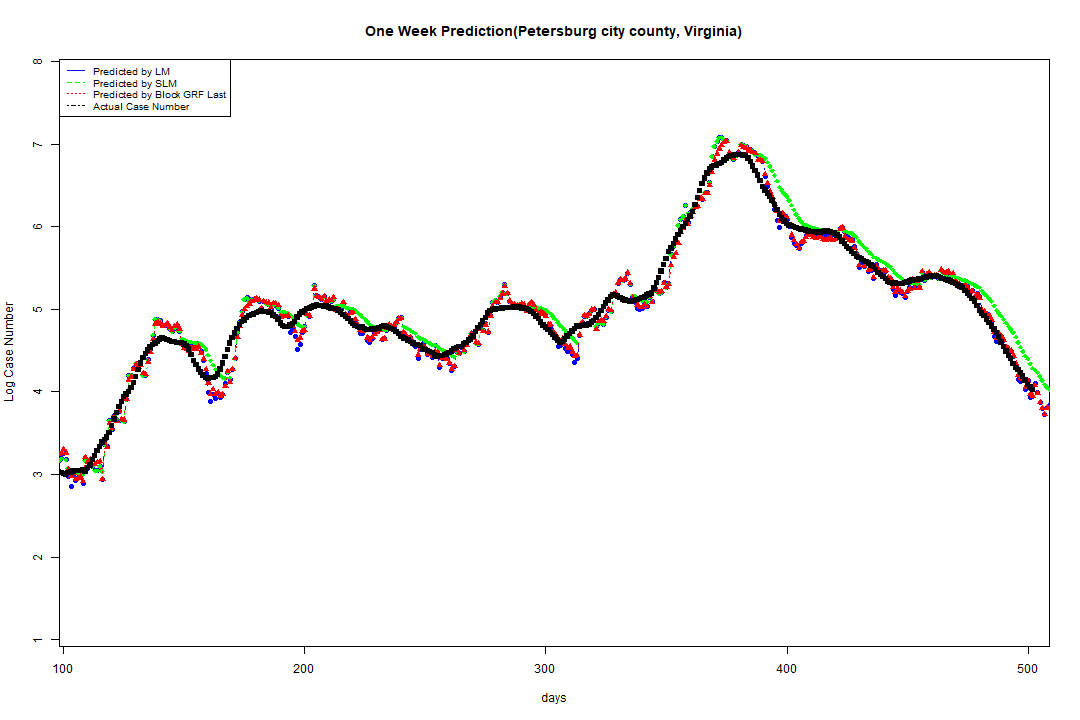 One Week Prediction(Petersburg city county, Virginia)
Predicted by LM
Predicted by SLM
Predicted by Block GRF Last
Actual Case Number
8
7
6
5
4
3
2
1
Log Case Number
100 200 300 400 500
days